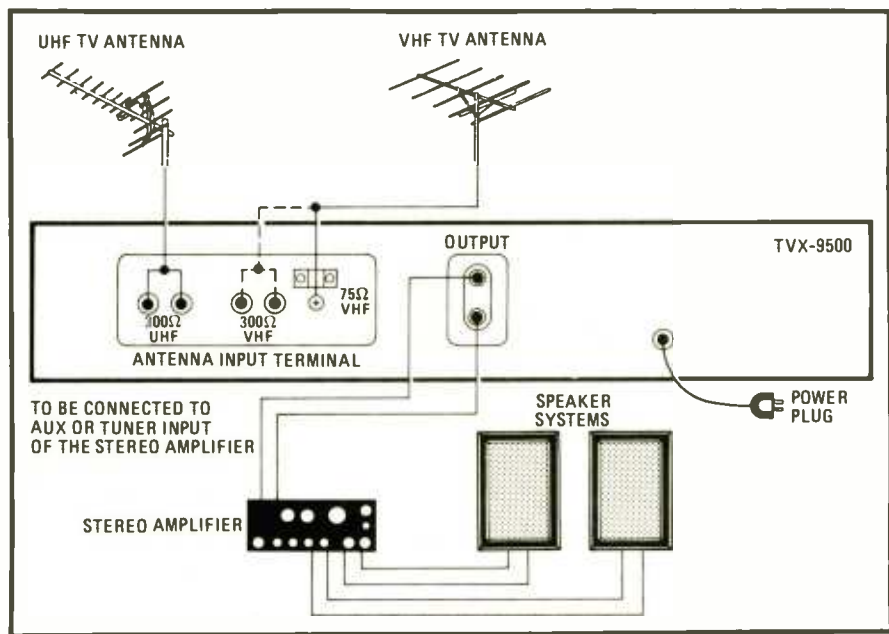 UHF TV ANTENNA
VHF TV ANTENNA
OUTPUT
TVX-9500
300Ω
UHF
300Ω
VHF
75Ω
VHF
ANTENNA INPUT TERMINAL
TO BE CONNECTED TO
AUX OR TUNER INPUT
OF THE STEREO AMPLIFIER
SPEAKER
SYSTEMS
POWER
PLUG
STEREO AMPLIFIER